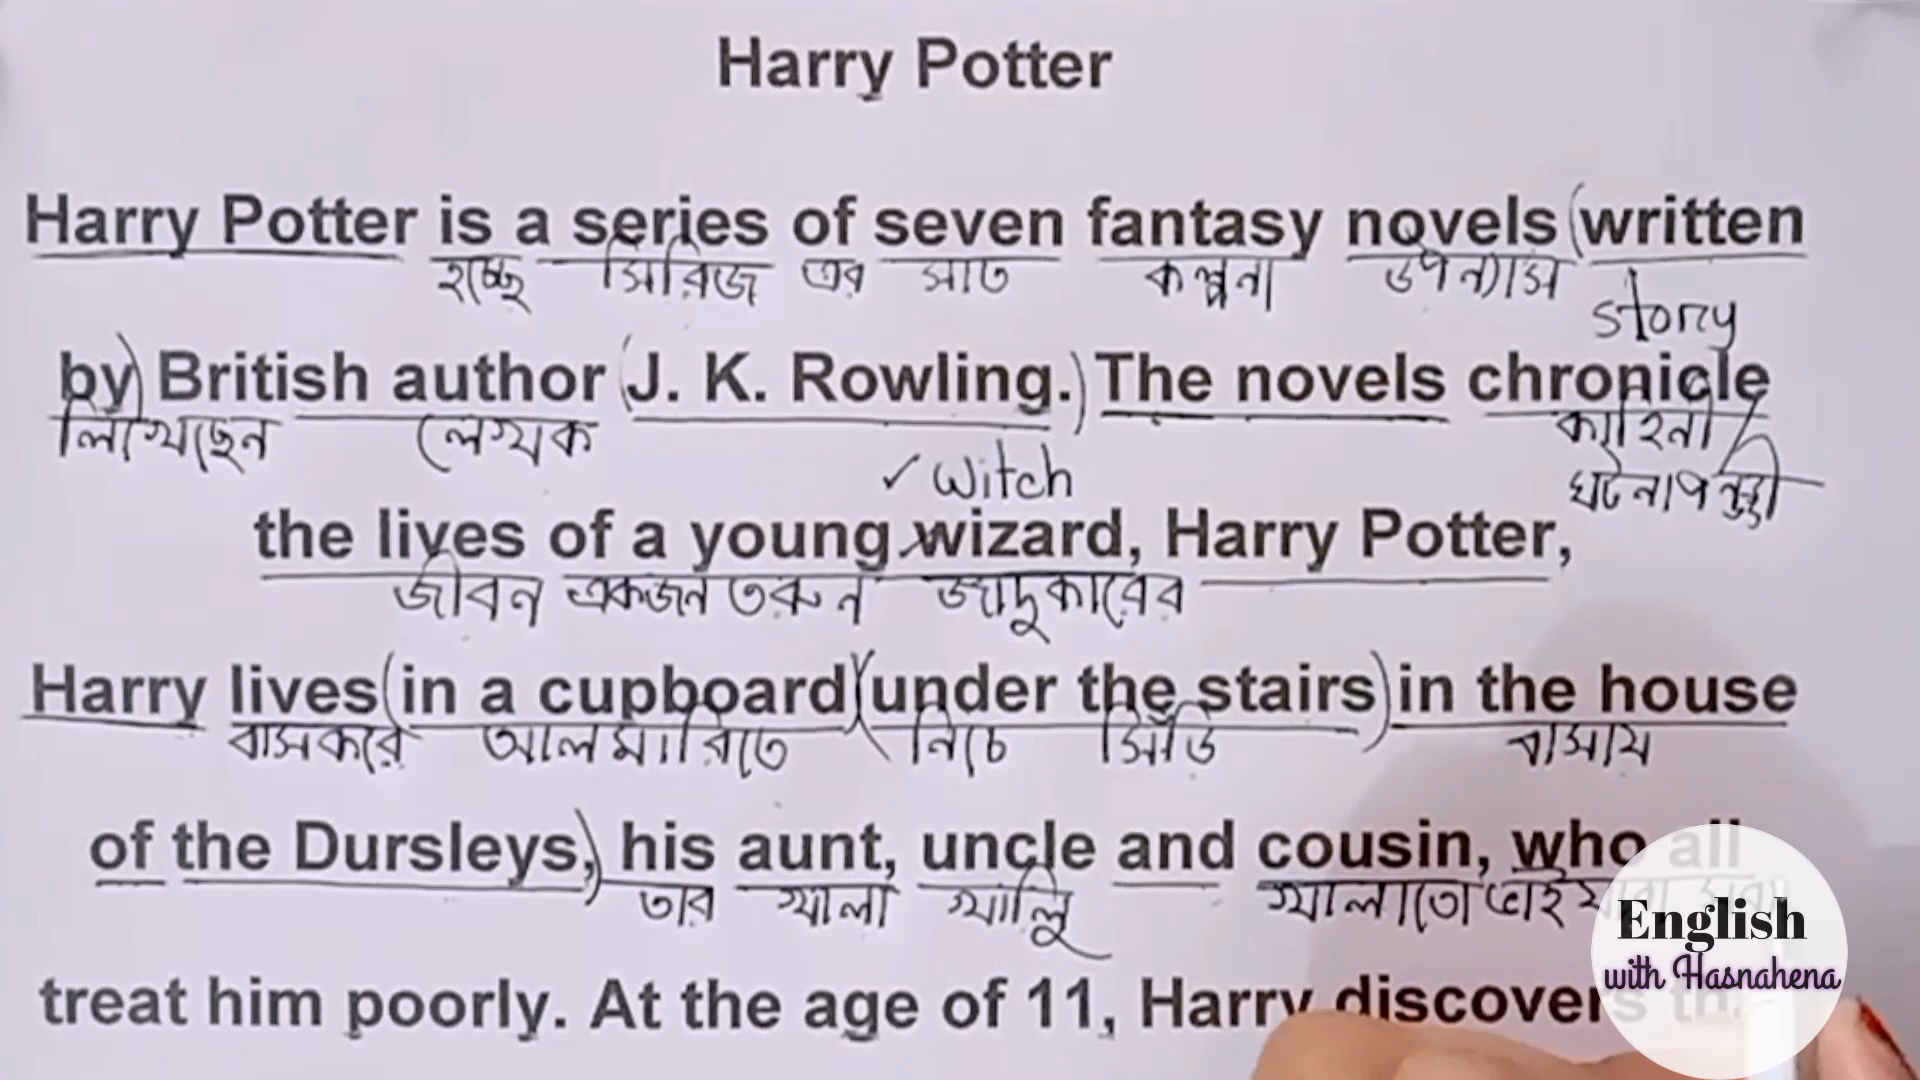 Harry Potter
Harry Potter is a series of seven fantasy novels (written
হচ্ছে সিরিজ এর সাত কল্পনা উপন্যাস
story
by) British author (J. K. Rowling.) The novels chronicle
লিখেছেন লেখক কাহিনী/
✓ witch
ঘটনাপঞ্জী
the lives of a young wizard, Harry Potter,
জীবন একজন তরুন জাদুকরের
Harry lives (in a cupboard) (under the stairs) in the house
বাসকরে আলমারিতে নিচে সিঁড়ি বাসায়
of the Dursleys,) his aunt, uncle and cousin, who all
তার খালা খালু খালাতো ভাই
treat him poorly. At the age of 11, Harry discovers
English
with Hasnahena